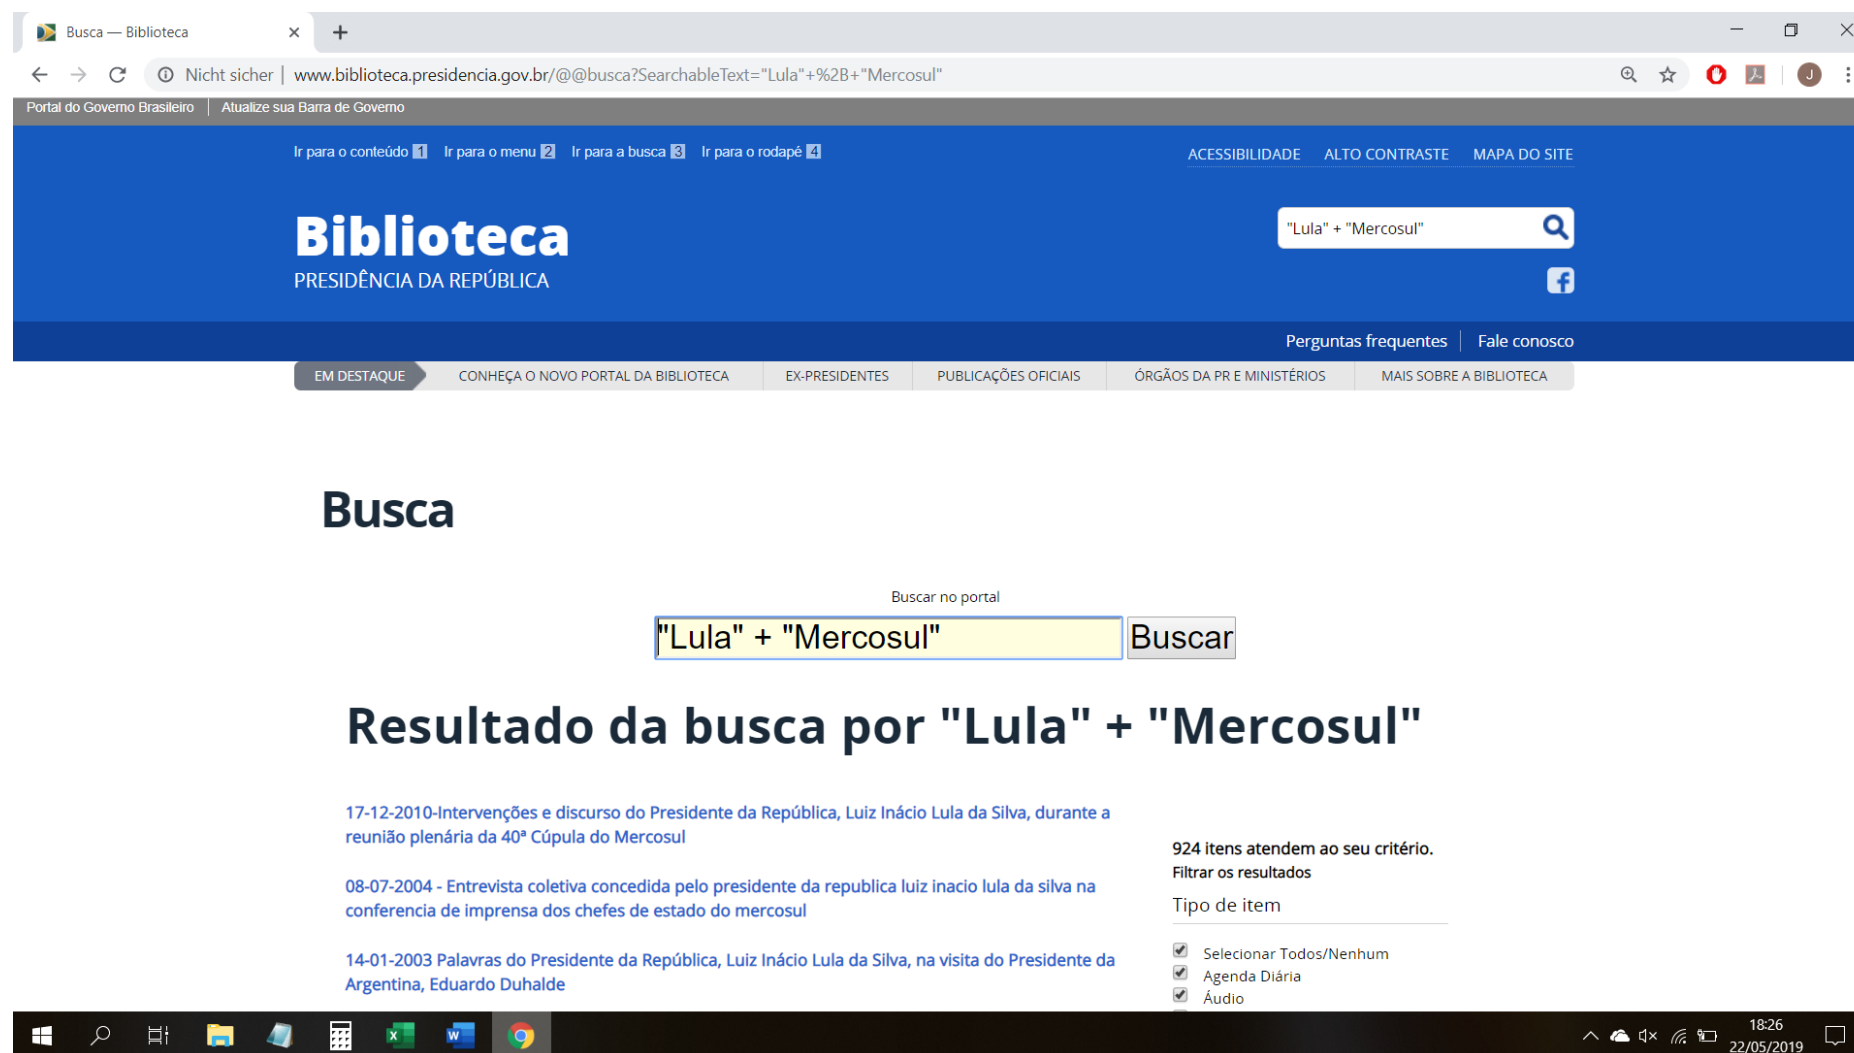 Busca — Biblioteca
Nicht sicher | www.biblioteca.presidencia.gov.br/@@busca?SearchableText="Lula"+%2B+"Mercosul"
J
Portal do Governo Brasileiro | Atualize sua Barra de Governo
Ir para o conteúdo 1 Ir para o menu 2 Ir para a busca 3 Ir para o rodapé 4
ACESSIBILIDADE ALTO CONTRASTE MAPA DO SITE
Biblioteca
"Lula" + "Mercosul"
PRESIDÊNCIA DA REPÚBLICA
Perguntas frequentes | Fale conosco
EM DESTAQUE CONHEÇA O NOVO PORTAL DA BIBLIOTECA EX-PRESIDENTES PUBLICAÇÕES OFICIAIS ÓRGÃOS DA PR E MINISTÉRIOS MAIS SOBRE A BIBLIOTECA
Busca
Buscar no portal
"Lula" + "Mercosul" Buscar
Resultado da busca por "Lula" + "Mercosul"
17-12-2010-Intervenções e discurso do Presidente da República, Luiz Inácio Lula da Silva, durante a
reunião plenária da 40ª Cúpula do Mercosul
08-07-2004 - Entrevista coletiva concedida pelo presidente da republica luiz inacio lula da silva na
conferencia de imprensa dos chefes de estado do mercosul
14-01-2003 Palavras do Presidente da República, Luiz Inácio Lula da Silva, na visita do Presidente da
Argentina, Eduardo Duhalde
924 itens atendem ao seu critério.
Filtrar os resultados
Tipo de item
Selecionar Todos/Nenhum
Agenda Diária
Áudio
18:26
22/05/2019